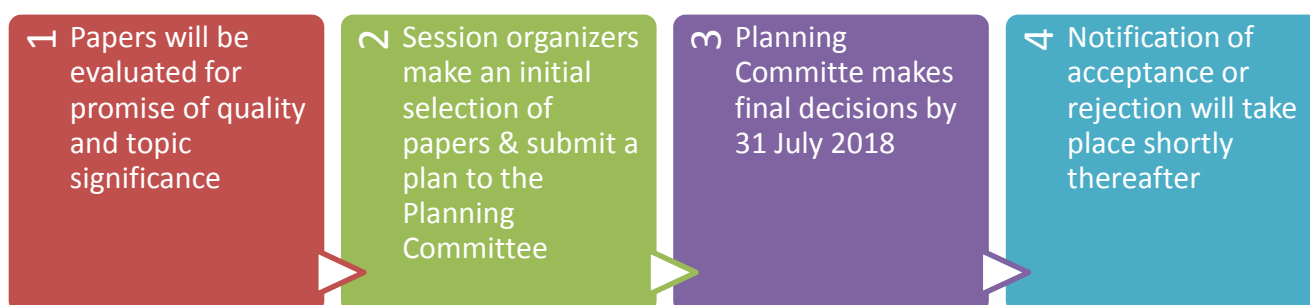 1
Papers will be
evaluated for
promise of quality
and topic
significance
2
Session organizers
make an initial
selection of
papers & submit a
plan to the
Planning
Committee
3
Planning
Committe makes
final decisions by
31 July 2018
4
Notification of
acceptance or
rejection will take
place shortly
thereafter